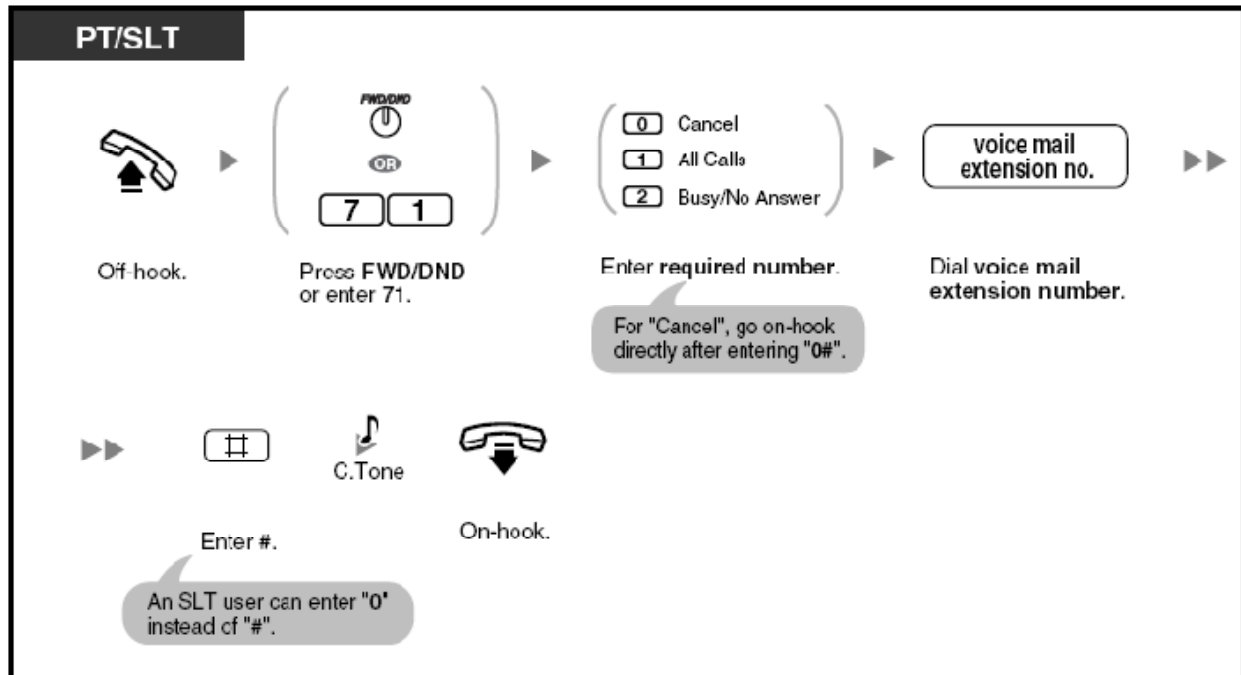 PT/SLT
FWD/DND
OR
7 1
0 Cancel
1 All Calls
2 Busy/No Answer
voice mail
extension no.
Off-hook.
Press FWD/DND
or enter 71.
Enter required number.
For "Cancel", go on-hook
directly after entering "0#".
Dial voice mail
extension number.
#
C.Tone
Enter #.
On-hook.
An SLT user can enter "0"
instead of "#".